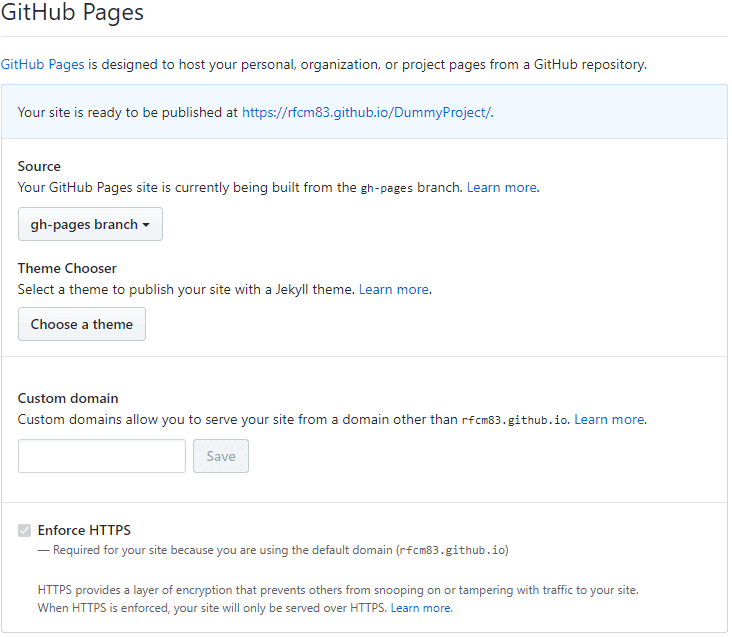 GitHub Pages
GitHub Pages is designed to host your personal, organization, or project pages from a GitHub repository.
Your site is ready to be published at https://rfcm83.github.io/DummyProject/.
Source
Your GitHub Pages site is currently being built from the gh-pages branch. Learn more.
gh-pages branch
Theme Chooser
Select a theme to publish your site with a Jekyll theme. Learn more.
Choose a theme
Custom domain
Custom domains allow you to serve your site from a domain other than rfcm83.github.io. Learn more.
Save
Enforce HTTPS
— Required for your site because you are using the default domain (rfcm83.github.io)
HTTPS provides a layer of encryption that prevents others from snooping on or tampering with traffic to your site.
When HTTPS is enforced, your site will only be served over HTTPS. Learn more.